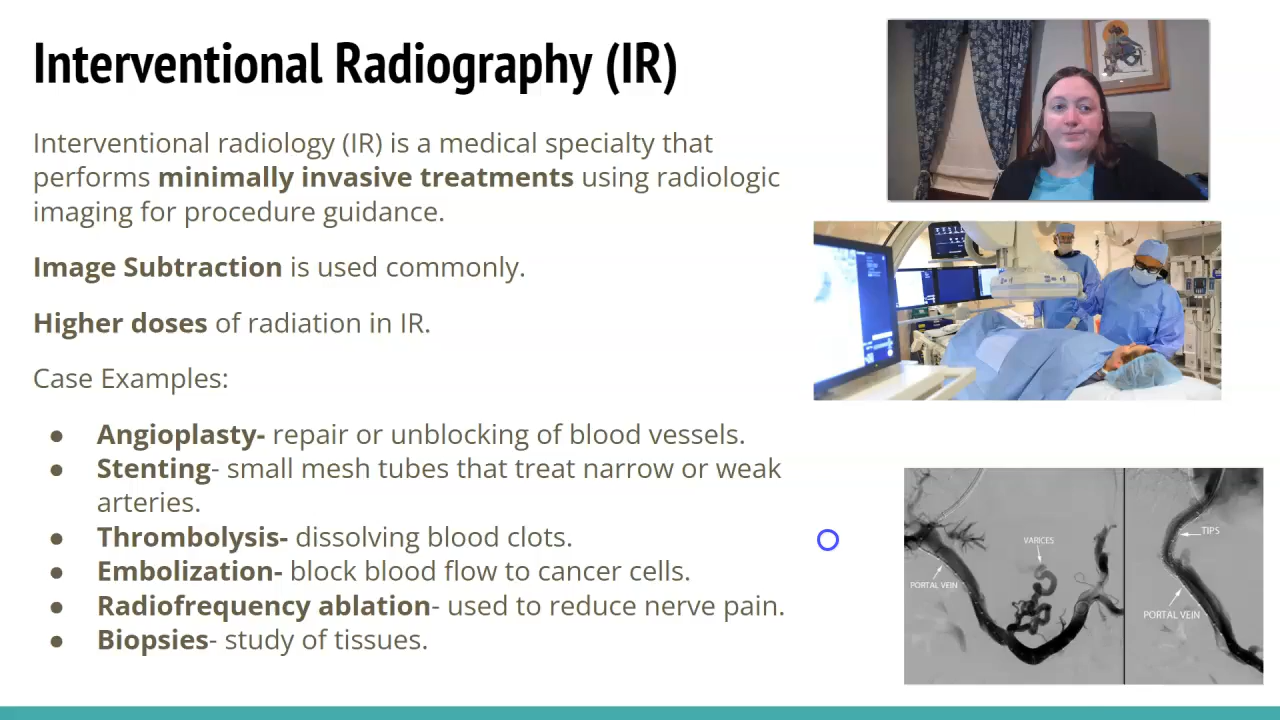 Interventional Radiography (IR)
Interventional radiology (IR) is a medical specialty that
performs minimally invasive treatments using radiologic
imaging for procedure guidance.
Image Subtraction is used commonly.
Higher doses of radiation in IR.
Case Examples:
● Angioplasty- repair or unblocking of blood vessels.
● Stenting- small mesh tubes that treat narrow or weak
arteries.
● Thrombolysis- dissolving blood clots.
● Embolization- block blood flow to cancer cells.
● Radiofrequency ablation- used to reduce nerve pain.
● Biopsies- study of tissues.
VARICES
PORTAL VEIN
TIPS
PORTAL VEIN